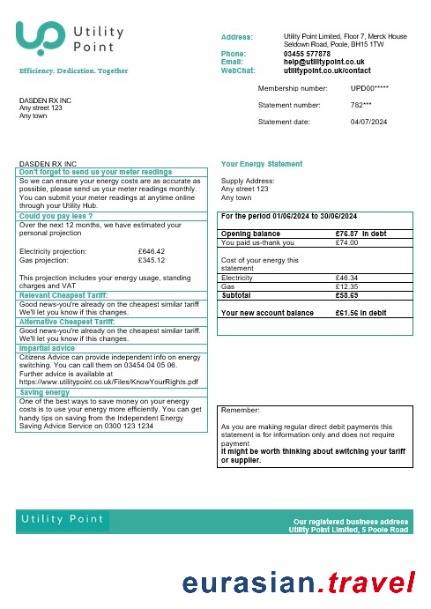 Utility
Point
Efficiency. Dedication. Together
Address: Utility Point Limited, Floor 7, Merck House
Seldown Road, Poole, BH15 1TW
Phone: 03455 577878
Email: help@utilitypoint.co.uk
WebChat: utilitypoint.co.uk/contact
Membership number: UPD00*****
Statement number: 782***
Statement date: 04/07/2024
DASDEN RX INC
Any street 123
Any town
DASDEN RX INC
Don't forget to send us your meter readings
So we can ensure your energy costs are as accurate as
possible, please send us your meter readings monthly.
You can submit your meter readings at anytime online
through your Utility Hub.
Could you pay less ?
Over the next 12 months, we have estimated your
personal projection
Electricity projection: £646.42
Gas projection: £345.12
This projection includes your energy usage, standing
charges and VAT
Relevant Cheapest Tariff:
Good news-you're already on the cheapest similar tariff.
We'll let you know if this changes.
Alternative Cheapest Tariff:
Good news-you're already on the cheapest similar tariff.
We'll let you know if this changes.
Impartial advice
Citizens Advice can provide independent info on energy
switching. You can call them on 03454 04 05 06.
Further advice is available at
https://www.utilitypoint.co.uk/Files/KnowYourRights.pdf
Saving energy
One of the best ways to save money on your energy
costs is to use your energy more efficiently. You can get
handy tips on saving from the Independent Energy
Saving Advice Service on 0300 123 1234
Your Energy Statement
Supply Address:
Any street 123
Any town
For the period 01/06/2024 to 30/06/2024
Opening balance £76.87 in debt
You paid us-thank you £74.00
Cost of your energy this
statement
Electricity £46.34
Gas £12.35
Subtotal £58.69
Your new account balance £61.56 in debit
Remember:
As you are making regular direct debit payments this
statement is for information only and does not require
payment
It might be worth thinking about switching your tariff
or supplier.
Utility Point
Our registered business address
Utility Point Limited, 5 Poole Road
eurasian.travel